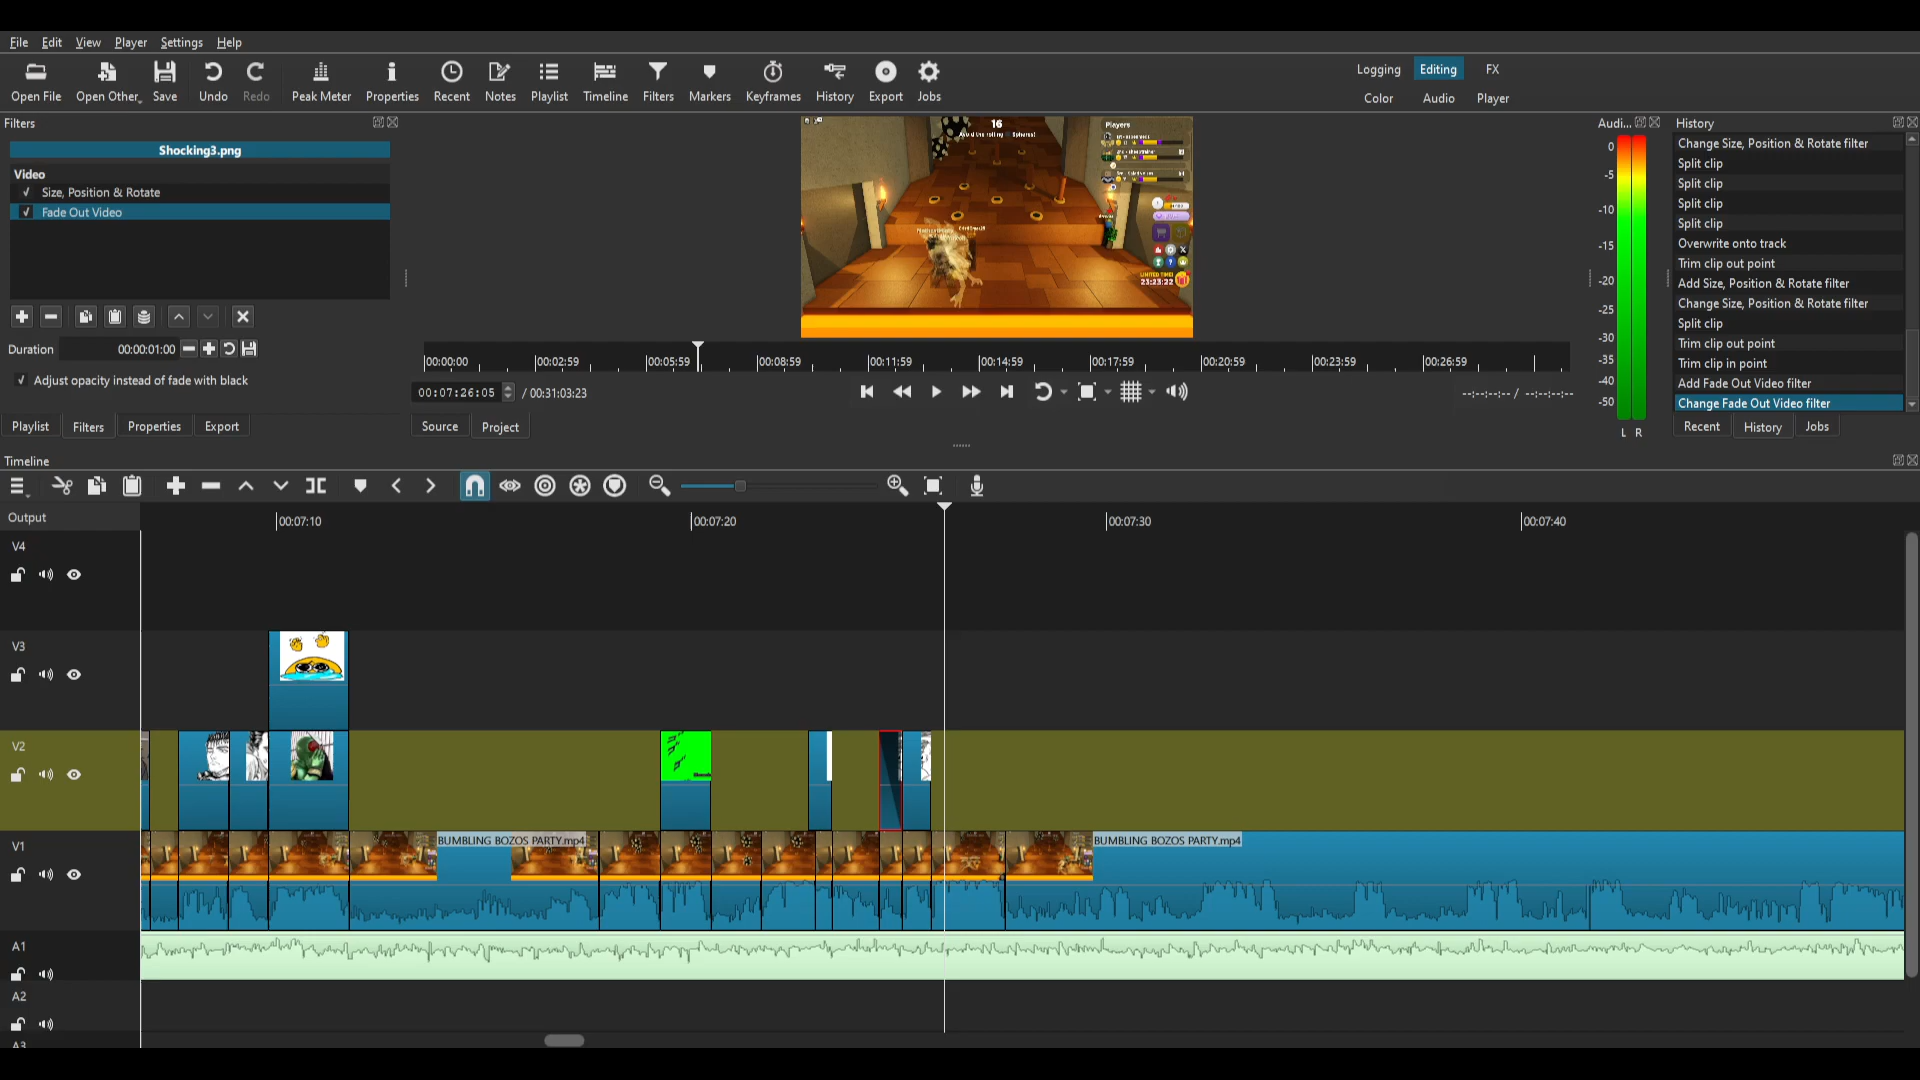 File Edit View Player Settings Help
Open File Open Other Save Undo Redo Peak Meter Properties Recent Notes Playlist Timeline Filters Markers Keyframes History Export Jobs
Logging Editing FX
Color Audio Player
Filters
Shocking3.png
Video
Size, Position & Rotate
Fade Out Video
Duration 00:00:01:00
Adjust opacity instead of fade with black
Playlist Filters Properties Export
16
Players
LIMITED TIME!
23:23:22
00:00:00 00:02:59 00:05:59 00:08:59 00:11:59 00:14:59 00:17:59 00:20:59 00:23:59 00:26:59
00:07:26:05 / 00:31:03:23
--:--:--:-- / --:--:--:--
Source Project
Audi...
0
-5
-10
-15
-20
-25
-30
-35
-40
-50
L R
History
Change Size, Position & Rotate filter
Split clip
Split clip
Split clip
Split clip
Overwrite onto track
Trim clip out point
Add Size, Position & Rotate filter
Change Size, Position & Rotate filter
Split clip
Trim clip out point
Trim clip in point
Add Fade Out Video filter
Change Fade Out Video filter
Recent History Jobs
Timeline
Output
00:07:10 00:07:20 00:07:30 00:07:40
V4
V3
V2
V1
BUMBLING BOZOS PARTY.mp4 BUMBLING BOZOS PARTY.mp4
A1
A2
A3